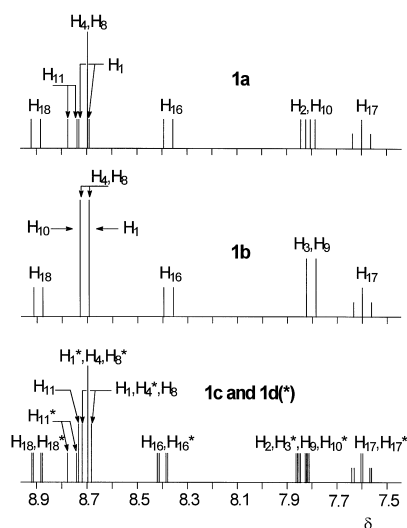 H4,H8
H1
H11
1a
H18
H16
H2,H10
H17
H4,H8
H10
H1
1b
H3,H9
H18
H16
H17
H1*,H4,H8*
H11
H1,H4*,H8
1c and 1d(*)
H11*
H18,H18*
H16,H16*
H2,H3*,H9,H10*
H17,H17*
8.9 8.7 8.5 8.3 8.1 7.9 7.7 7.5
δ